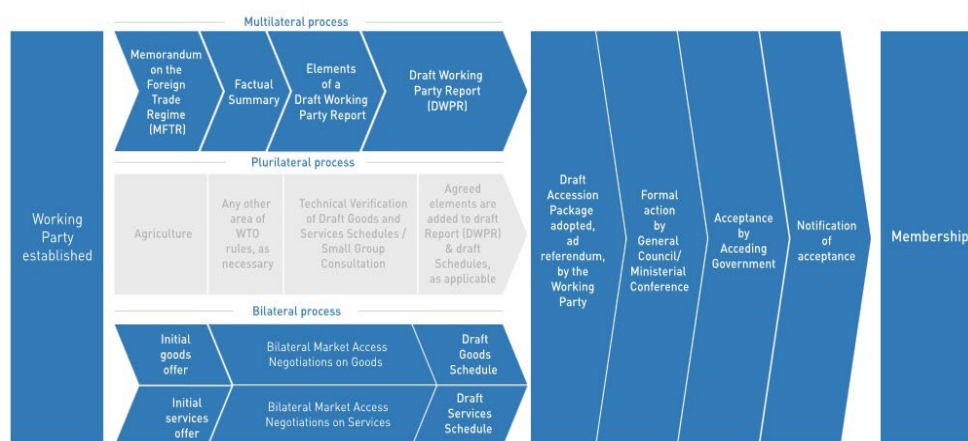 Multilateral process
Working
Party
established
Memorandum
on the
Foreign
Trade
Regime
(MFTR)
Factual
Summary
Elements
of a
Draft Working
Party Report
Draft Working
Party Report
(DWPR)
Plurilateral process
Agriculture
Any other
area of
WTO
rules, as
necessary
Technical Verification
of Draft Goods and
Services Schedules /
Small Group
Consultation
Agreed
elements are
added to draft
Report (DWPR)
& draft
Schedules,
as applicable
Bilateral process
Initial
goods
offer
Bilateral Market Access
Negotiations on Goods
Draft
Goods
Schedule
Initial
services
offer
Bilateral Market Access
Negotiations on Services
Draft
Services
Schedule
Draft
Accession
Package
adopted,
ad
referendum,
by the
Working
Party
Formal
action
by
General
Council/
Ministerial
Conference
Acceptance
by
Acceding
Government
Notification
of
acceptance
Membership